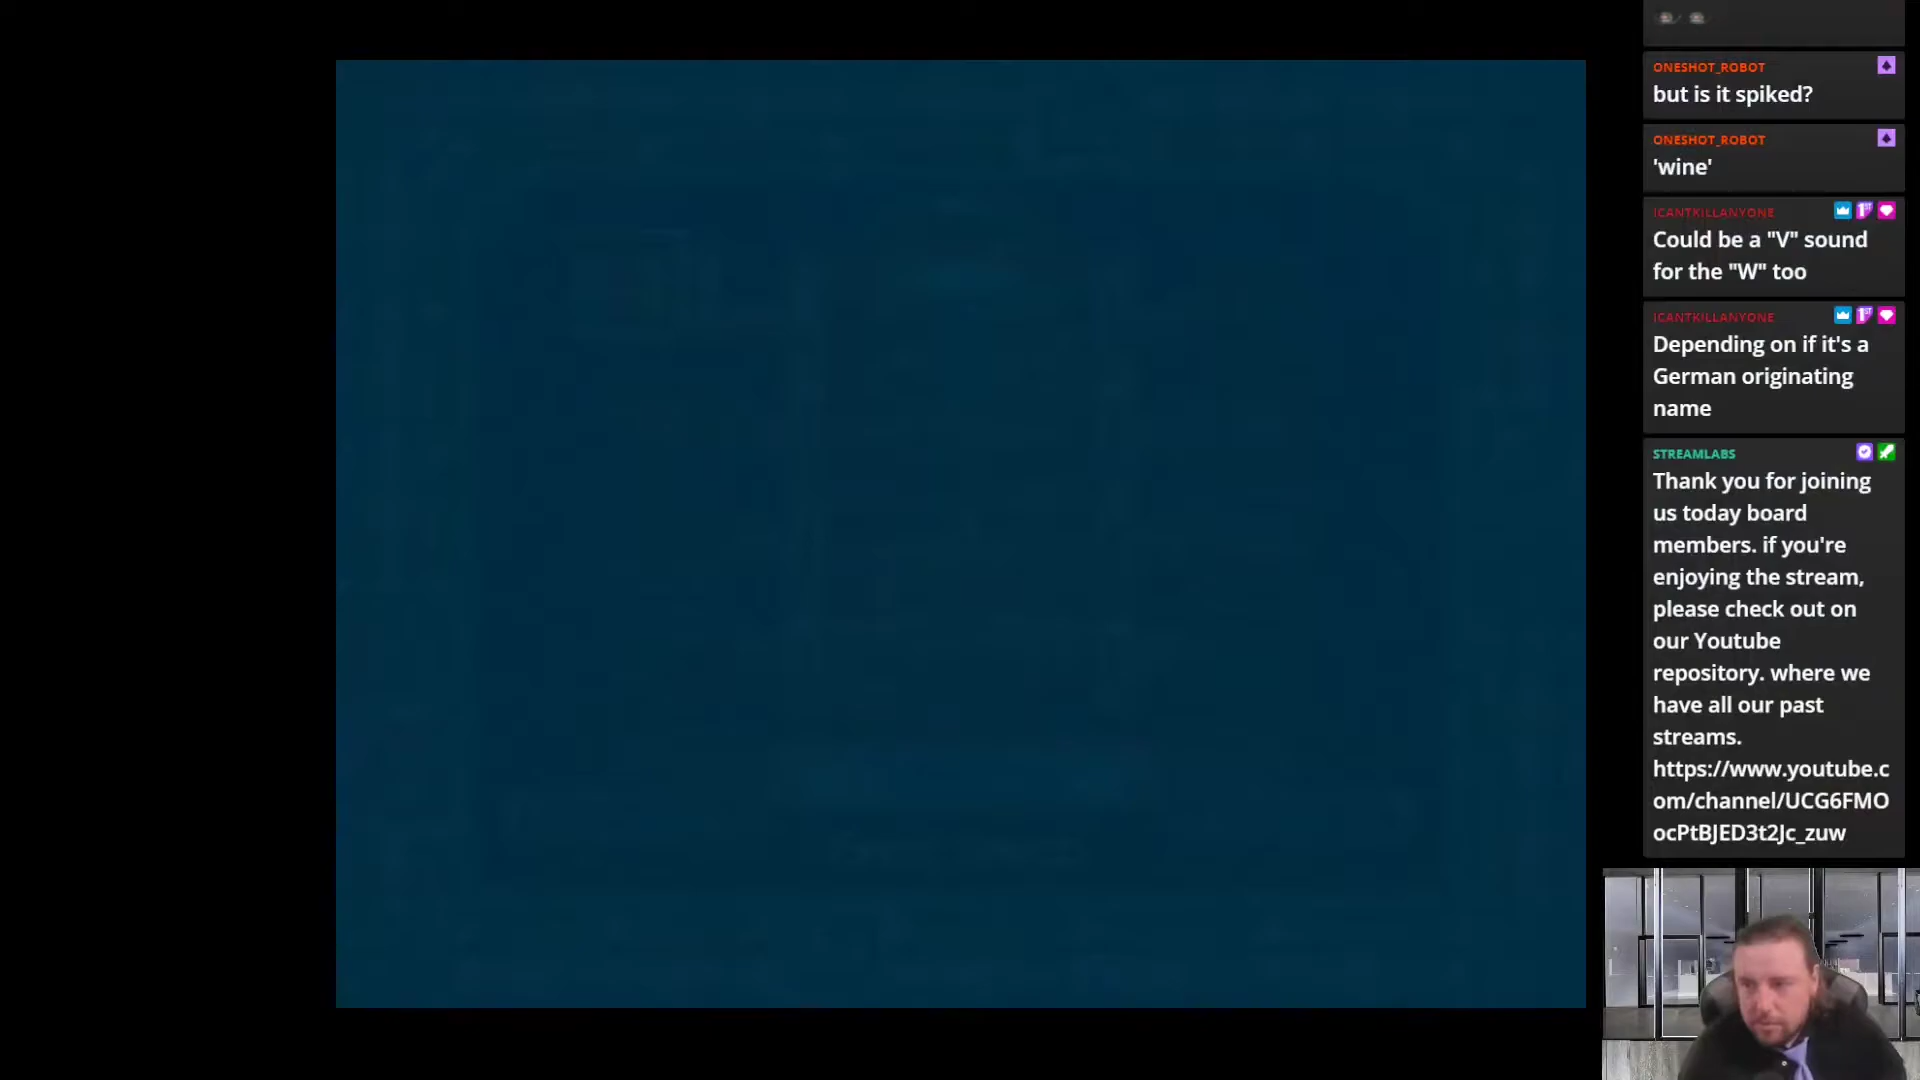 ONESHOT_ROBOT
but is it spiked?
ONESHOT_ROBOT
'wine'
ICANTKILLANYONE
Could be a "V" sound
for the "W" too
ICANTKILLANYONE
Depending on if it's a
German originating
name
STREAMLABS
Thank you for joining
us today board
members. if you're
enjoying the stream,
please check out on
our Youtube
repository. where we
have all our past
streams.
https://www.youtube.c
om/channel/UCG6FMO
ocPtBJED3t2Jc_zuw